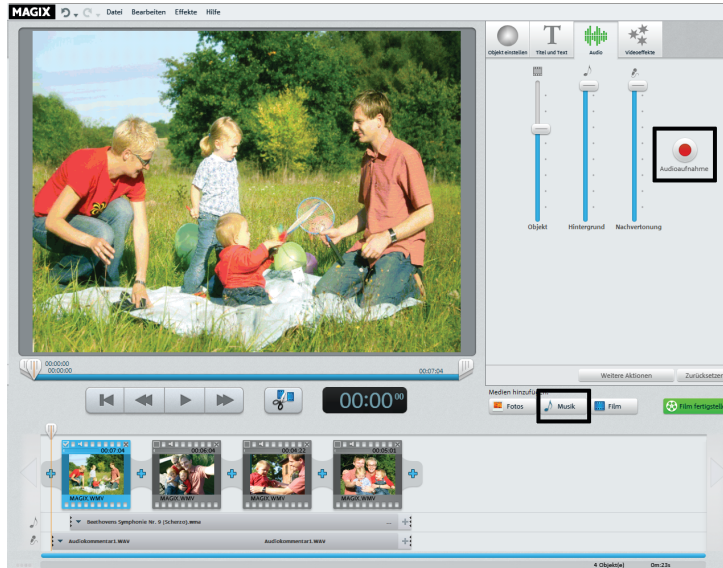 MAGIX Datei Bearbeiten Effekte Hilfe
Objekt einstellen Titel und Text Audio Videoeffekte
Audioaufnahme
Objekt Hintergrund Nachvertonung
00:00:00
00:00:00 00:07:04
Weitere Aktionen Zurücksetzen
Medien hinzufügen
00:00 00
Fotos Musik Film Film fertigstell
00:07:04 00:06:04 00:04:22 00:05:01
MAGIX.WMV MAGIX.WMV MAGIX.WMV MAGIX.WMV
Beethovens Symphonie Nr. 9 (Scherzo).wma ...
Audiokommentar1.WAV Audiokommentar1.WAV
4 Objekt(e) 0m:23s